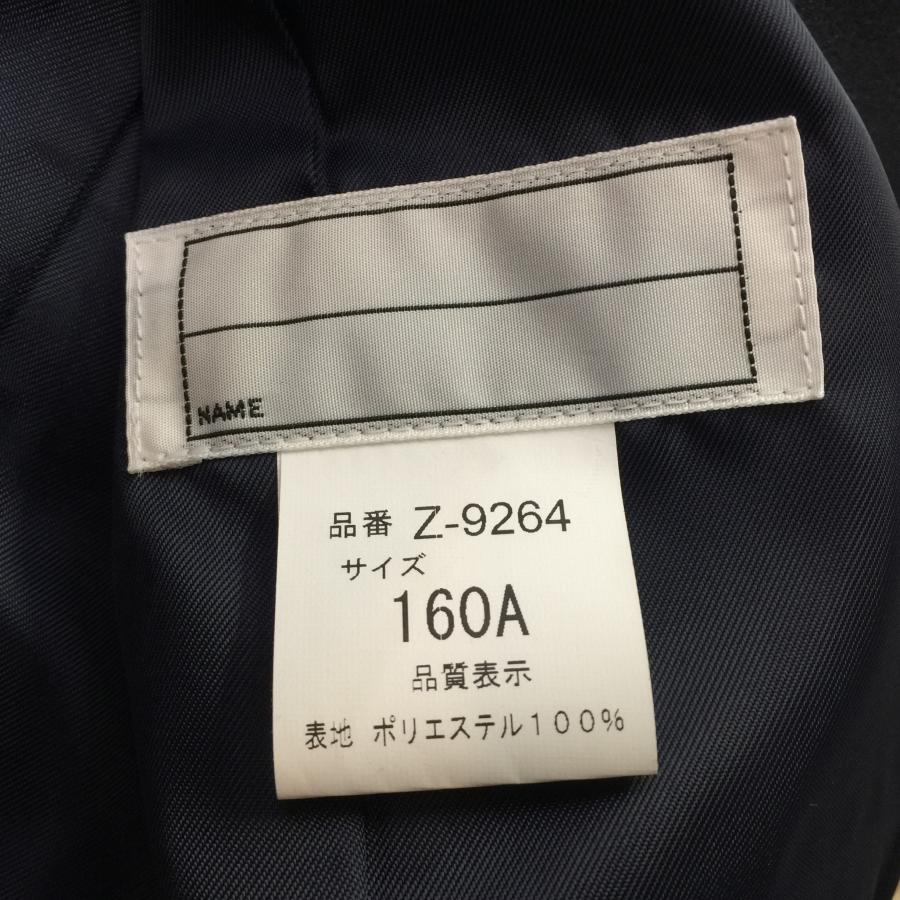 NAME
品番 Z-9264
サイズ
160A
品質表示
表地 ポリエステル100%